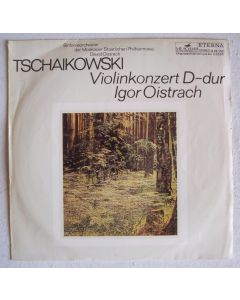 Sinfonieorchester
der Moskauer Staatlichen Philharmonie
David Oistrach
ETERNA
TSCHAIKOWSKI
Violinkonzert D-dur
Igor Oistrach